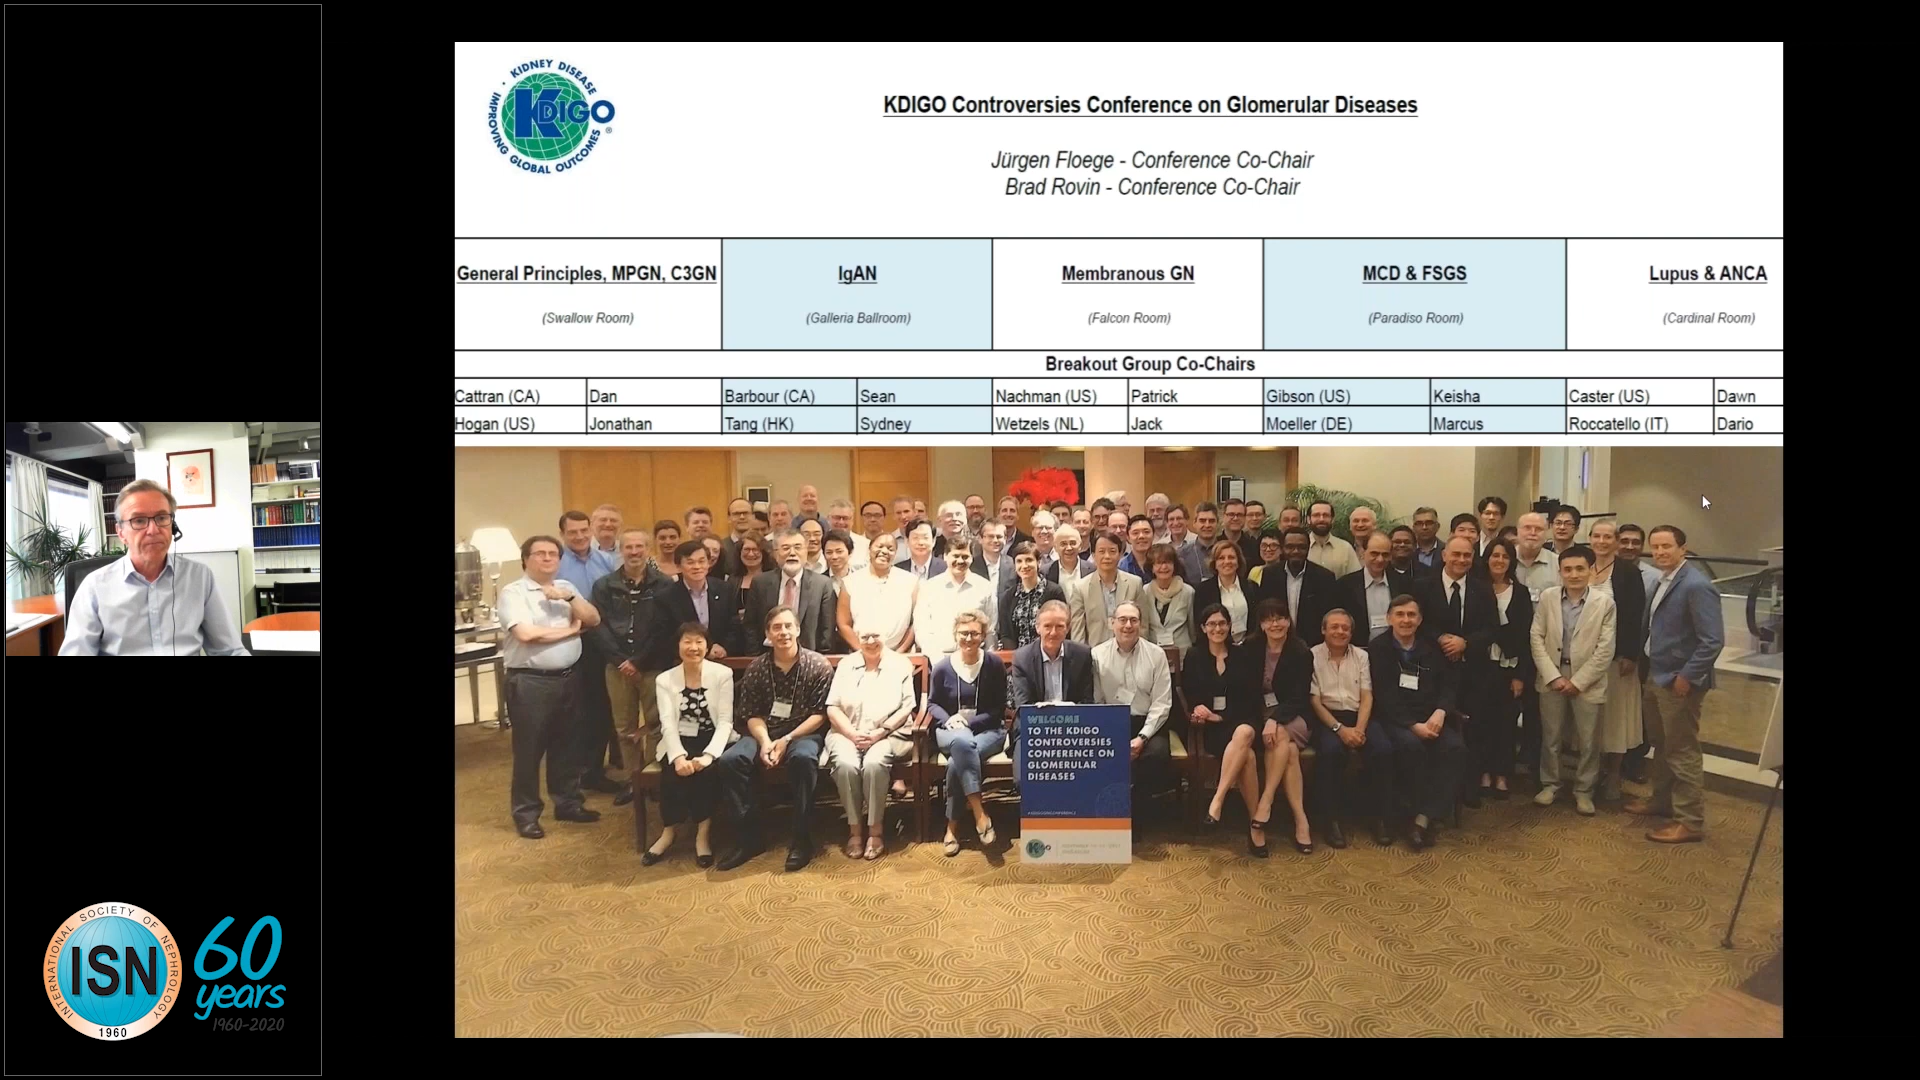 KIDNEY DISEASE
KDIGO
®
IMPROVING GLOBAL OUTCOMES
KDIGO Controversies Conference on Glomerular Diseases
Jürgen Floege - Conference Co-Chair
Brad Rovin - Conference Co-Chair
General Principles, MPGN, C3GN
IgAN
Membranous GN
MCD & FSGS
Lupus & ANCA
(Swallow Room)
(Galleria Ballroom)
(Falcon Room)
(Paradiso Room)
(Cardinal Room)
Breakout Group Co-Chairs
Cattran (CA) Dan Barbour (CA) Sean Nachman (US) Patrick Gibson (US) Keisha Caster (US) Dawn
Hogan (US) Jonathan Tang (HK) Sydney Wetzels (NL) Jack Moeller (DE) Marcus Roccatello (IT) Dario
WELCOME
TO THE KDIGO
CONTROVERSIES
CONFERENCE ON
GLOMERULAR
DISEASES
KDIGO
INTERNATIONAL SOCIETY OF NEPHROLOGY
ISN
1960
60
years
1960-2020